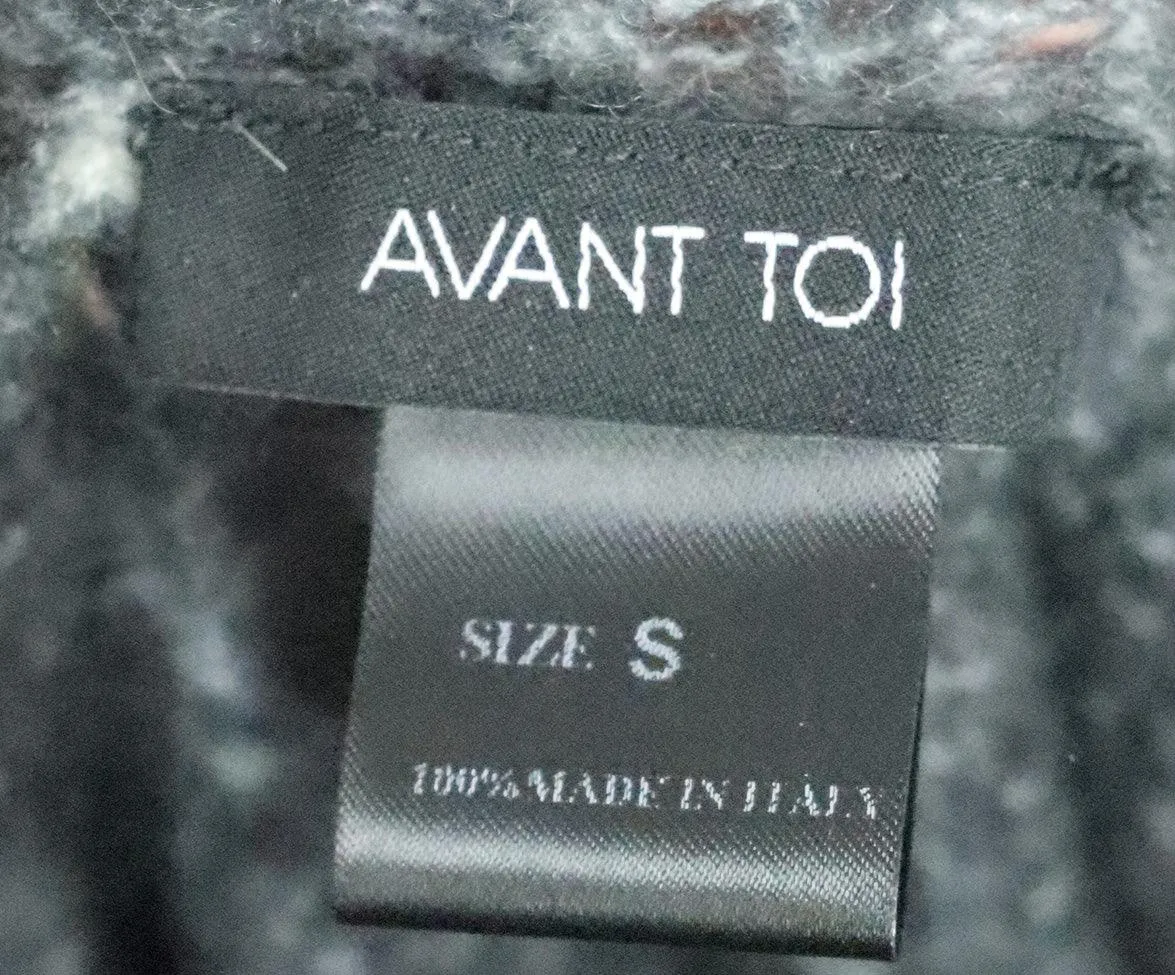 AVANT TOI
SIZE S
100% MADE IN ITALY